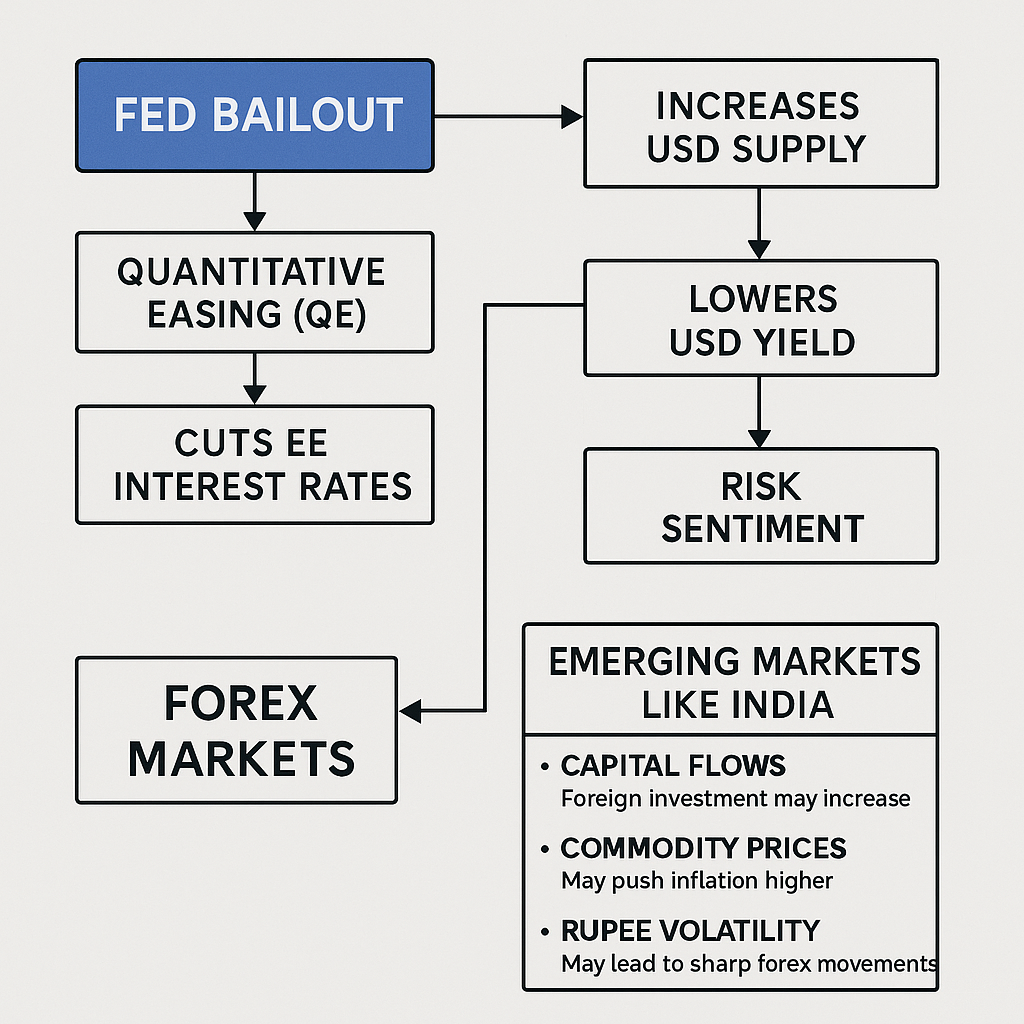 FED BAILOUT
INCREASES
USD SUPPLY
QUANTITATIVE
EASING (QE)
LOWERS
USD YIELD
CUTS EE
INTEREST RATES
RISK
SENTIMENT
FOREX
MARKETS
EMERGING MARKETS
LIKE INDIA
• CAPITAL FLOWS
Foreign investment may increase
• COMMODITY PRICES
May push inflation higher
• RUPEE VOLATILITY
May lead to sharp forex movements